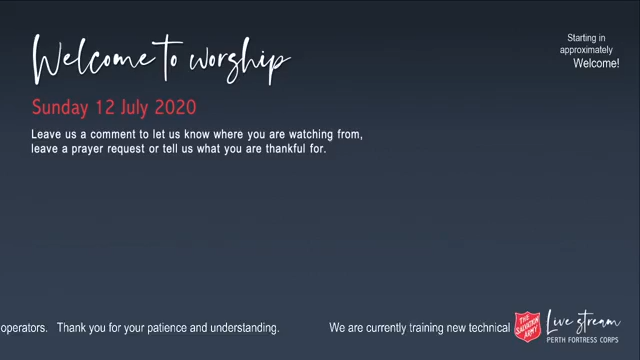 Welcome to worship
Starting in
approximately
Welcome!
Sunday 12 July 2020
Leave us a comment to let us know where you are watching from,
leave a prayer request or tell us what you are thankful for.
operators. Thank you for your patience and understanding. We are currently training new technical
THE
SALVATION
ARMY
Live stream
PERTH FORTRESS CORPS